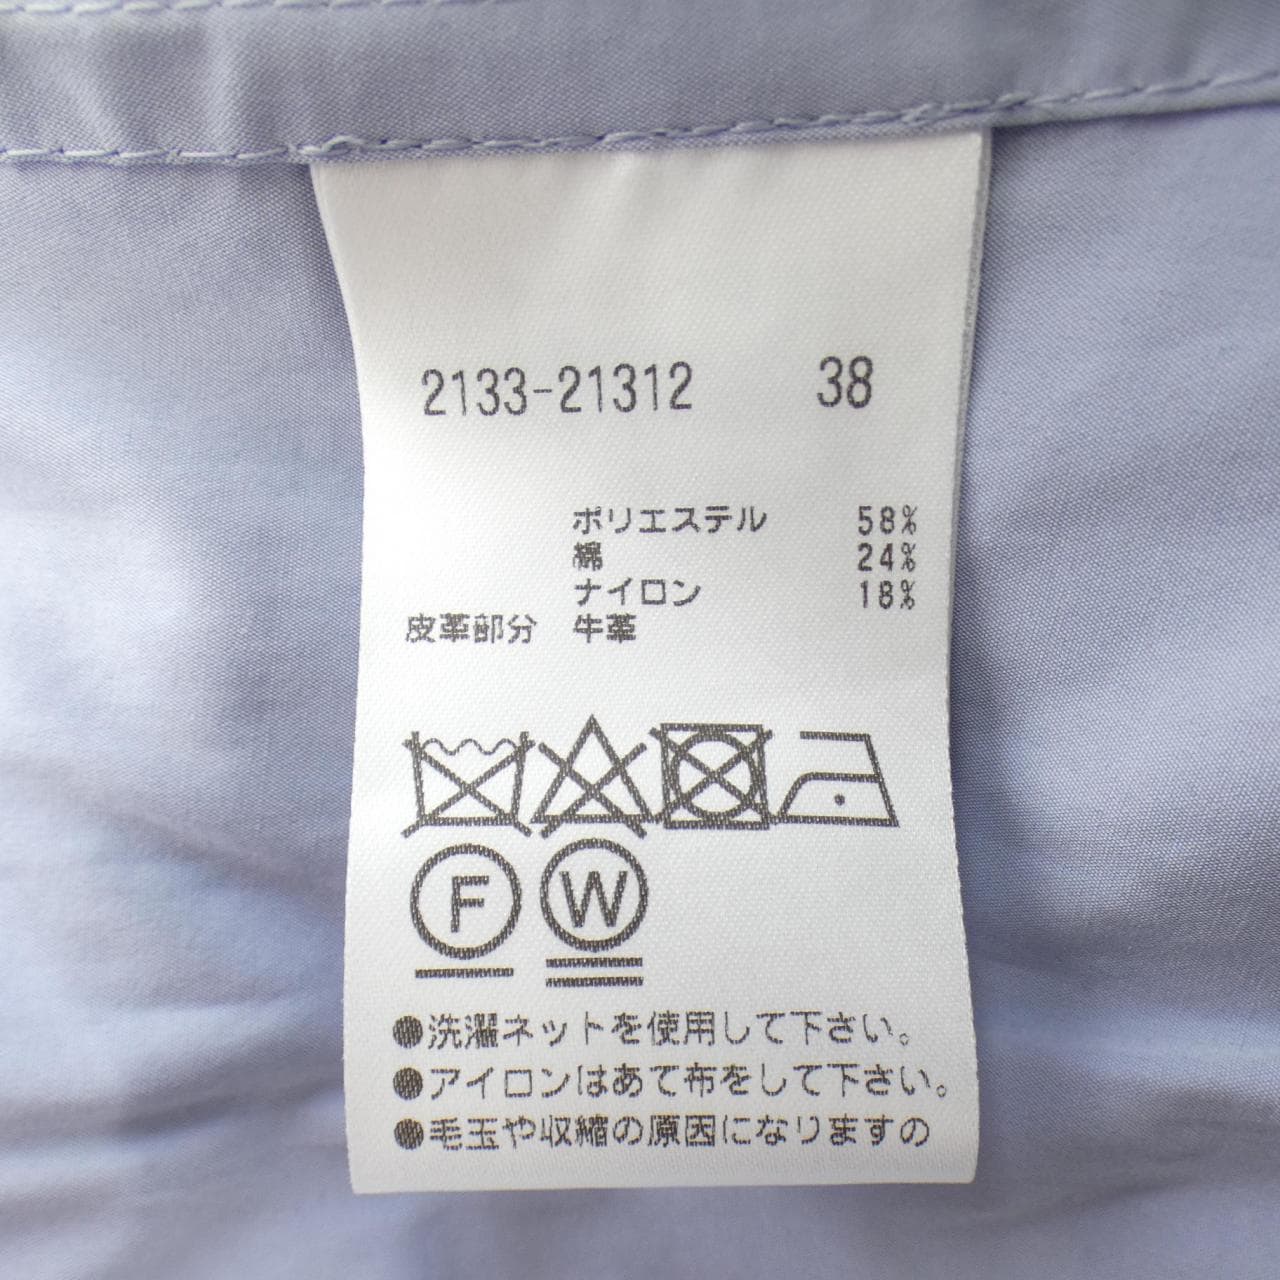 2133-21312 38
ポリエステル 58%
綿 24%
ナイロン 18%
皮革部分 牛革
F W
●洗濯ネットを使用して下さい。
●アイロンはあて布をして下さい。
●毛玉や収縮の原因になりますの